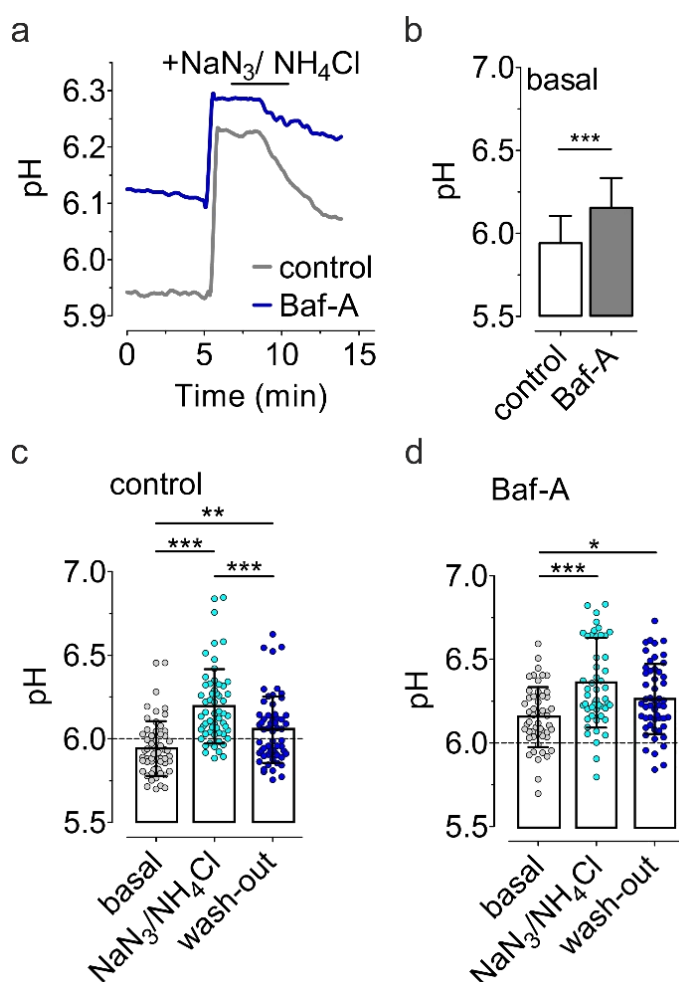 a
+NaN3/ NH4Cl
6.3
6.2
6.1
6.0
5.9
pH
control
Baf-A
0
5
10
15
Time (min)
b
7.0
basal
6.5
***
6.0
5.5
pH
control
Baf-A
c
control
**
***
***
7.0
6.5
6.0
5.5
pH
basal
NaN3/NH4Cl
wash-out
d
Baf-A
*
***
7.0
6.5
6.0
5.5
pH
basal
NaN3/NH4Cl
wash-out